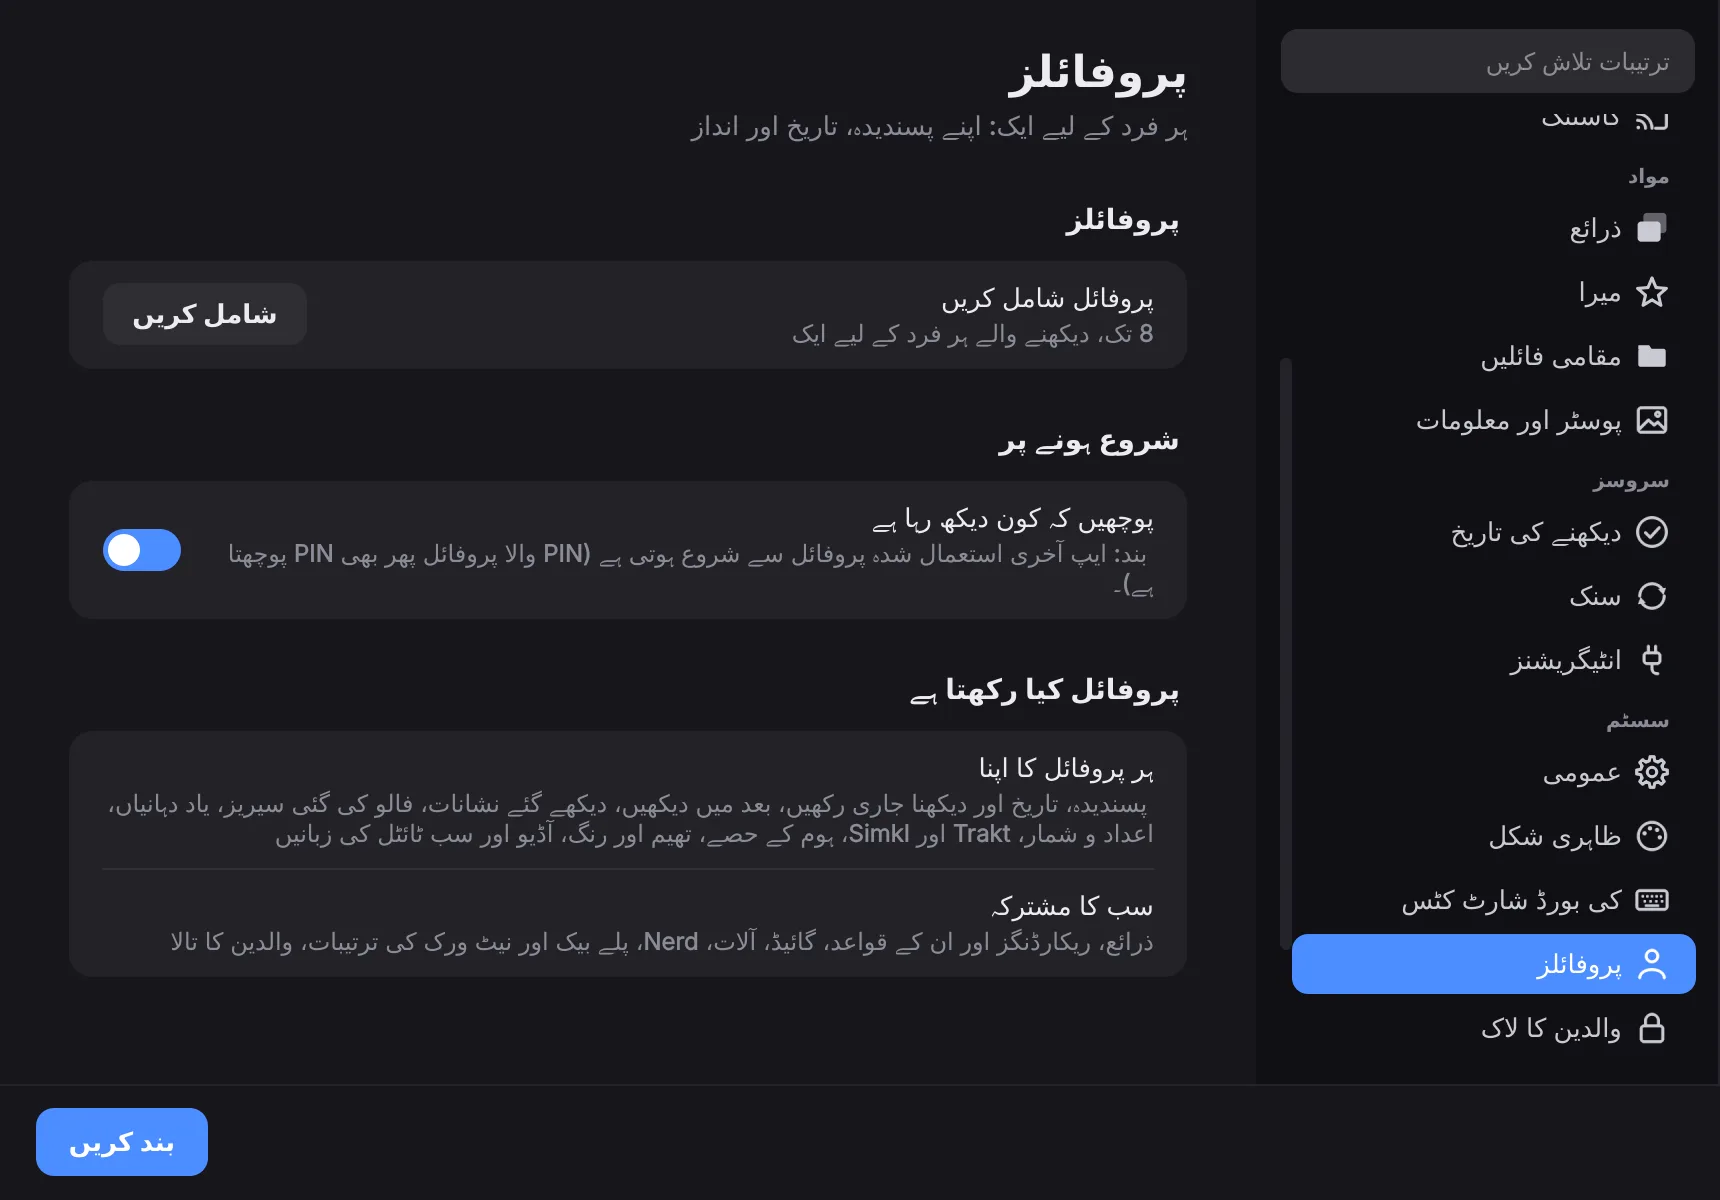 ترتیبات تلاش کریں
کاسٹنگ
مواد
ذرائع
میرا
مقامی فائلیں
پوسٹر اور معلومات
سروسز
دیکھنے کی تاریخ
سنک
انٹیگریشنز
سسٹم
عمومی
ظاہری شکل
کی بورڈ شارٹ کٹس
پروفائلز
والدین کا لاک
پروفائلز
ہر فرد کے لیے ایک: اپنے پسندیدہ، تاریخ اور انداز
پروفائلز
پروفائل شامل کریں
8 تک، دیکھنے والے ہر فرد کے لیے ایک
شامل کریں
شروع ہونے پر
پوچھیں کہ کون دیکھ رہا ہے
بند: ایپ آخری استعمال شدہ پروفائل سے شروع ہوتی ہے (PIN والا پروفائل پھر بھی PIN پوچھتا
ہے)۔
پروفائل کیا رکھتا ہے
ہر پروفائل کا اپنا
پسندیدہ، تاریخ اور دیکھنا جاری رکھیں، بعد میں دیکھیں، دیکھے گئے نشانات، فالو کی گئی سیریز، یاد دہانیاں،
اعداد و شمار، Trakt اور Simkl، ہوم کے حصے، تھیم اور رنگ، آڈیو اور سب ٹائٹل کی زبانیں
سب کا مشترکہ
ذرائع، ریکارڈنگز اور ان کے قواعد، گائیڈ، آلات، Nerd، پلے بیک اور نیٹ ورک کی ترتیبات، والدین کا تالا
بند کریں